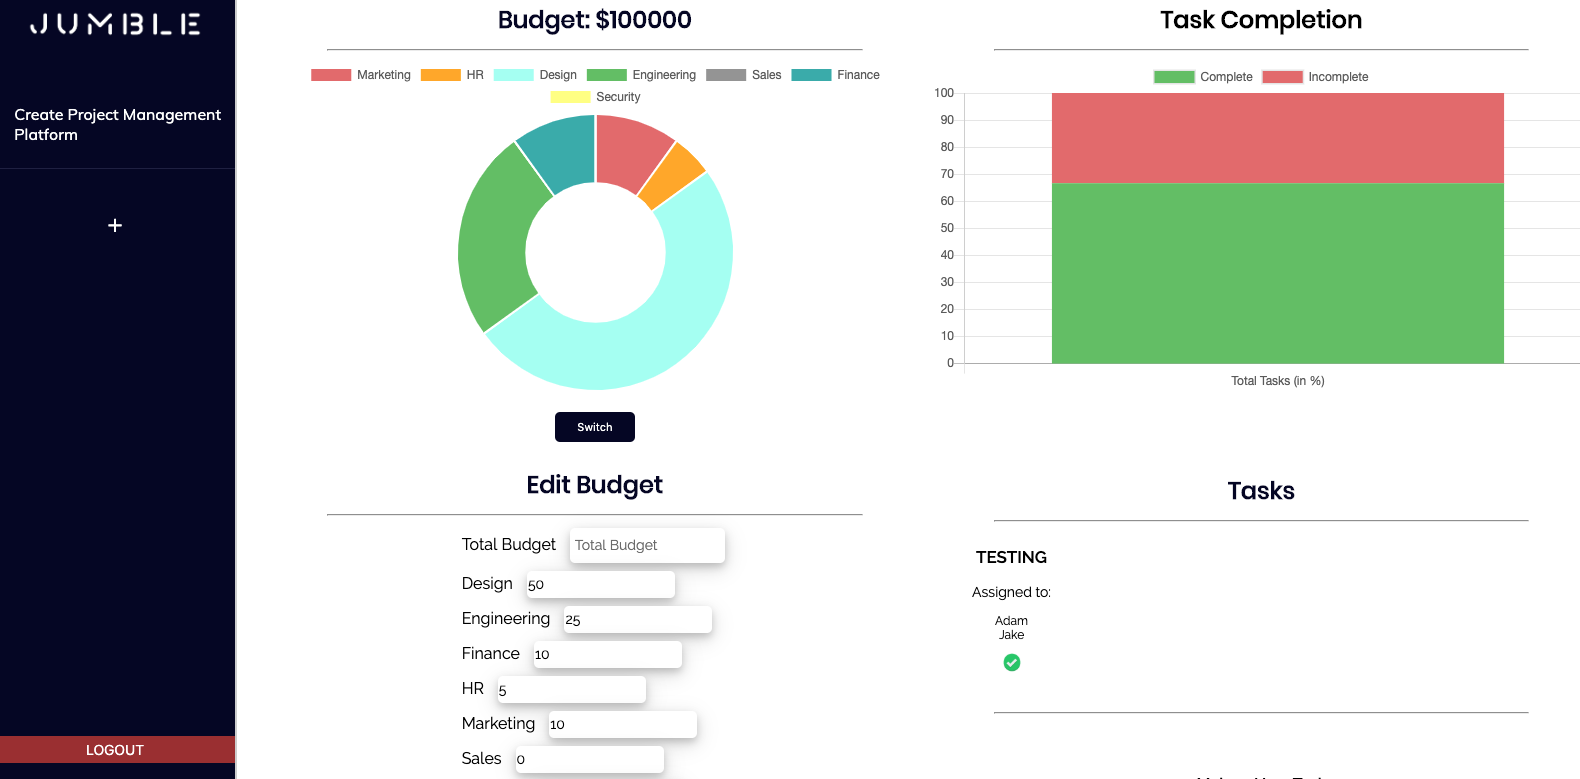 JUMBLE
Create Project Management
Platform
+
LOGOUT
Budget: $100000
Marketing HR Design Engineering Sales Finance
Security
Switch
Edit Budget
Total Budget Total Budget
Design 50
Engineering 25
Finance 10
HR 5
Marketing 10
Sales 0
Task Completion
Complete Incomplete
100
90
80
70
60
50
40
30
20
10
0
Total Tasks (in %)
Tasks
TESTING
Assigned to:
Adam
Jake